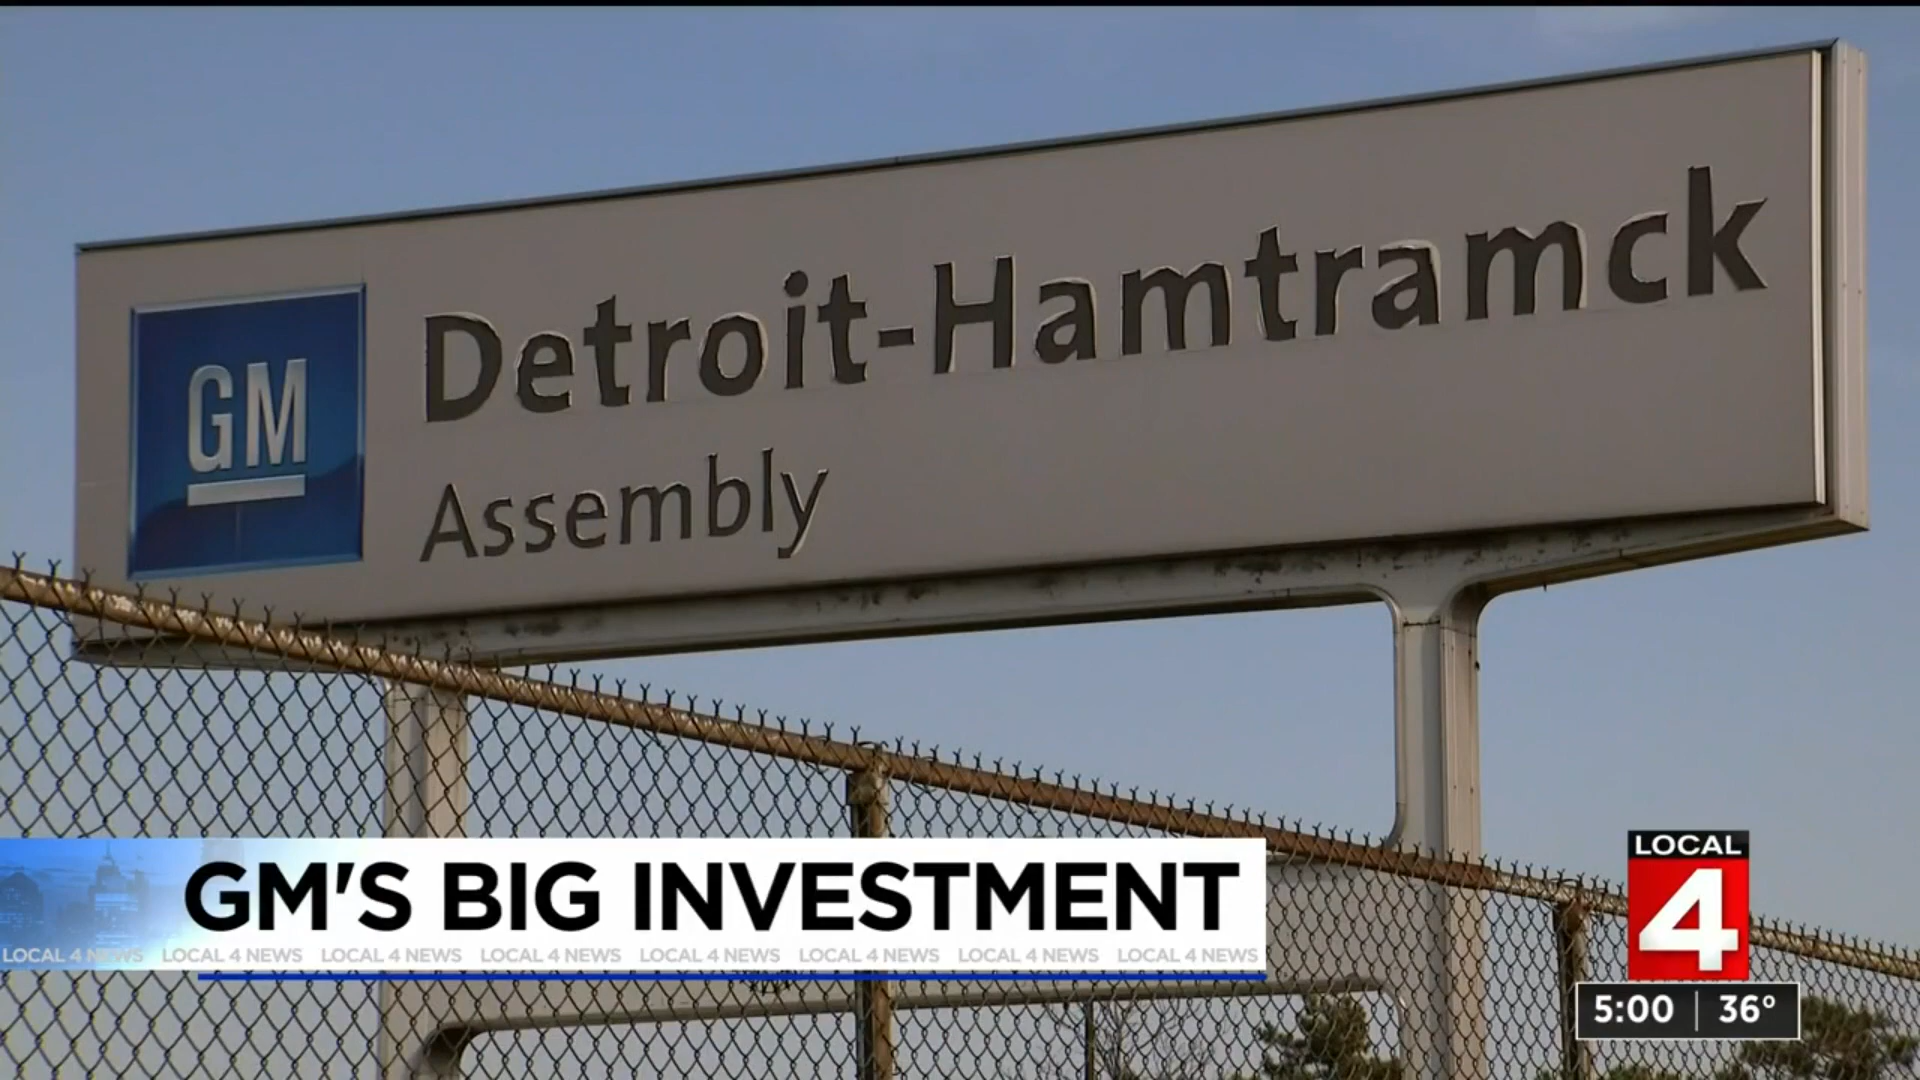 GM
Detroit-Hamtramck
Assembly
GM'S BIG INVESTMENT
LOCAL 4 NEWS LOCAL 4 NEWS LOCAL 4 NEWS LOCAL 4 NEWS LOCAL 4 NEWS LOCAL 4 NEWS LOCAL 4 NEWS LOCAL 4 NEWS
LOCAL
4
5:00 | 36°